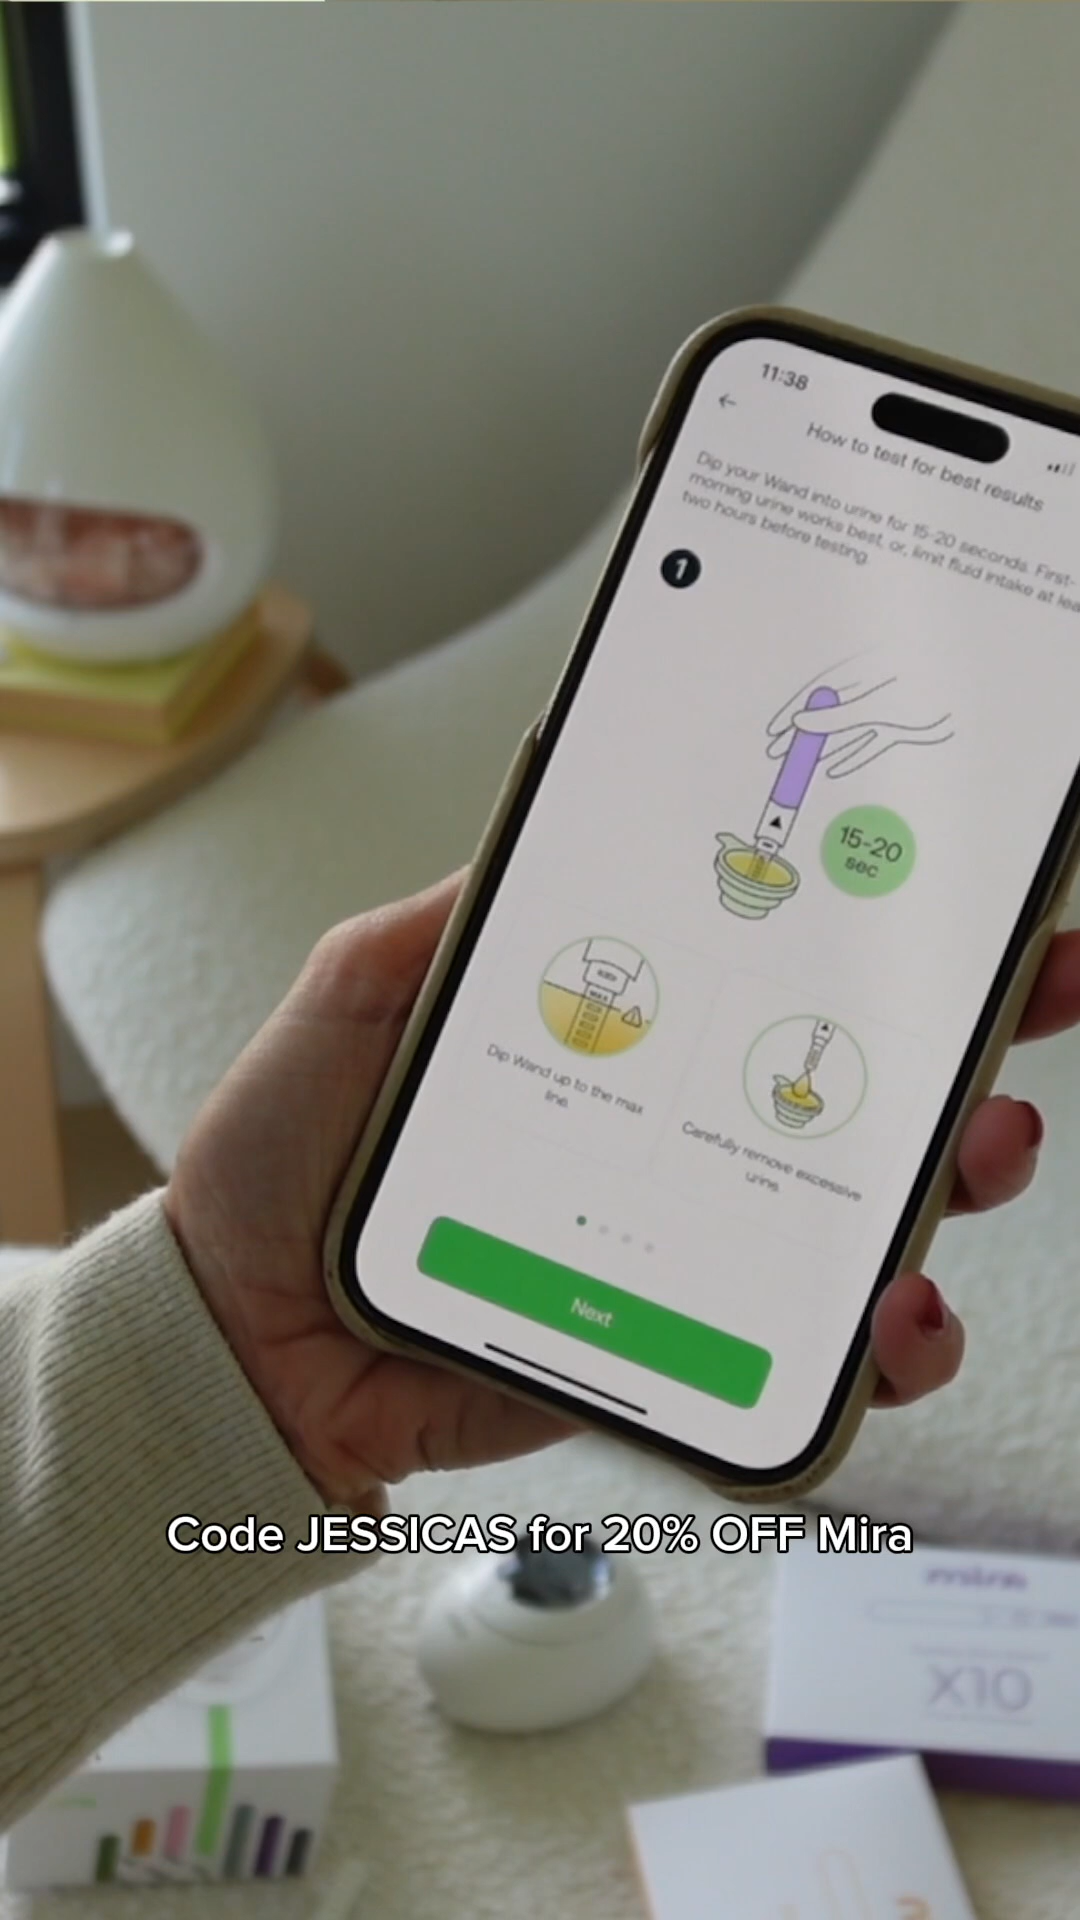 11:38
How to test for best results
Dip your Wand into urine for 15-20 seconds. First-
morning urine works best, or, limit fluid intake at lea
two hours before testing.
1
15-20
sec
MAX
Dip Wand up to the max
line.
Carefully remove excessive
urine.
Next
Code JESSICAS for 20% OFF Mira
mira
X10